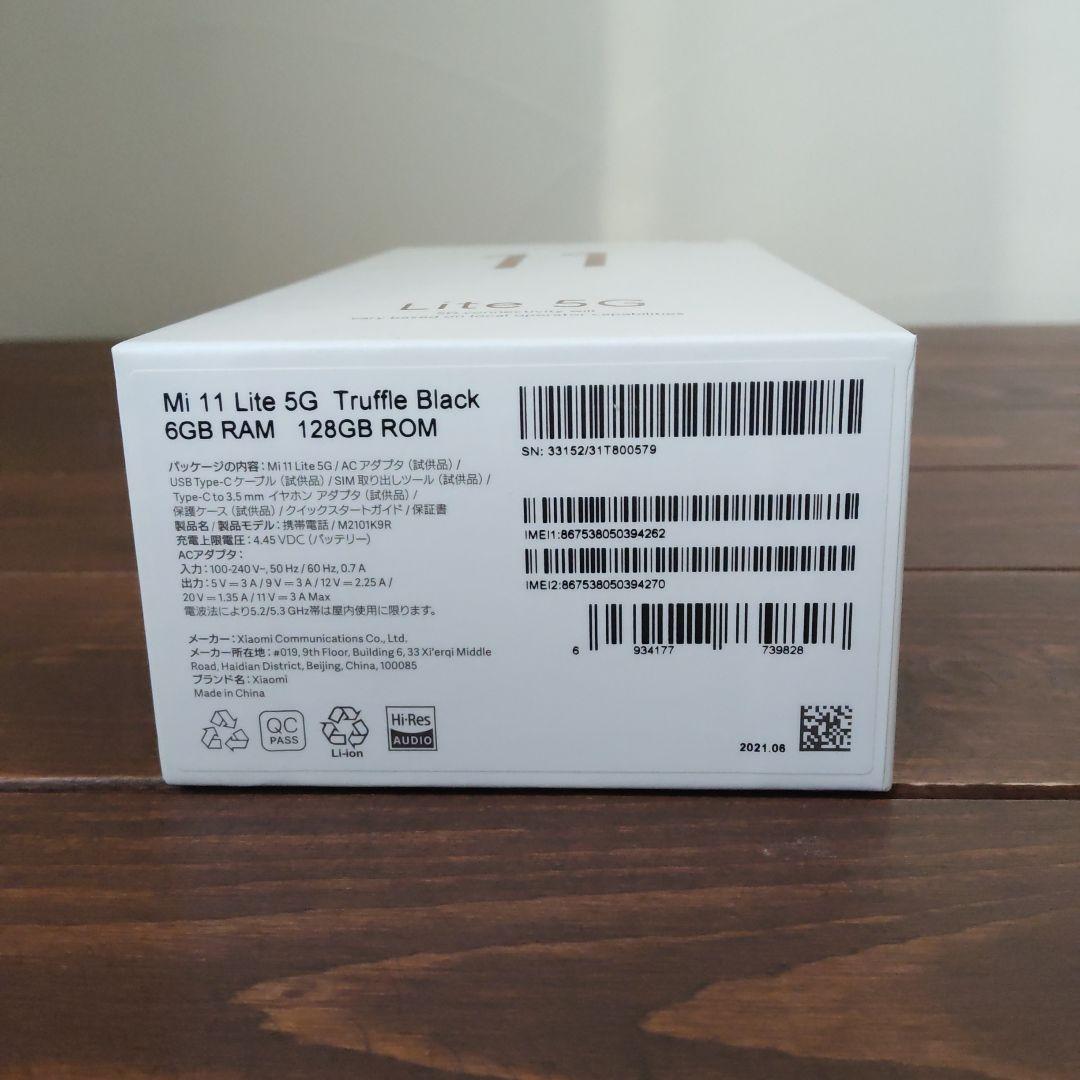 11
Lite 5G
5G connectivity will
vary based on local operator capabilities
Mi 11 Lite 5G Truffle Black
6GB RAM 128GB ROM
パッケージの内容：Mi 11 Lite 5G / AC アダプタ（試供品）/
USB Type-C ケーブル（試供品）/ SIM 取り出しツール（試供品）/
Type-C to 3.5 mm イヤホン アダプタ（試供品）/
保護ケース（試供品）/ クイックスタートガイド / 保証書
製品名 / 製品モデル：携帯電話 / M2101K9R
充電上限電圧：4.45 VDC（バッテリー）
ACアダプタ：
入力：100-240 V~, 50 Hz / 60 Hz, 0.7 A
出力：5 V ⎓ 3 A / 9 V ⎓ 3 A / 12 V ⎓ 2.25 A /
20 V ⎓ 1.35 A / 11 V ⎓ 3 A Max
電波法により5.2/5.3 GHz帯は屋内使用に限ります。
メーカー：Xiaomi Communications Co., Ltd.
メーカー所在地：#019, 9th Floor, Building 6, 33 Xi'erqi Middle
Road, Haidian District, Beijing, China, 100085
ブランド名：Xiaomi
Made in China
QC
PASS
Li-ion
Hi-Res
AUDIO
SN: 33152/31T800579
IMEI1:867538050394262
IMEI2:867538050394270
6 934177 739828
2021.06